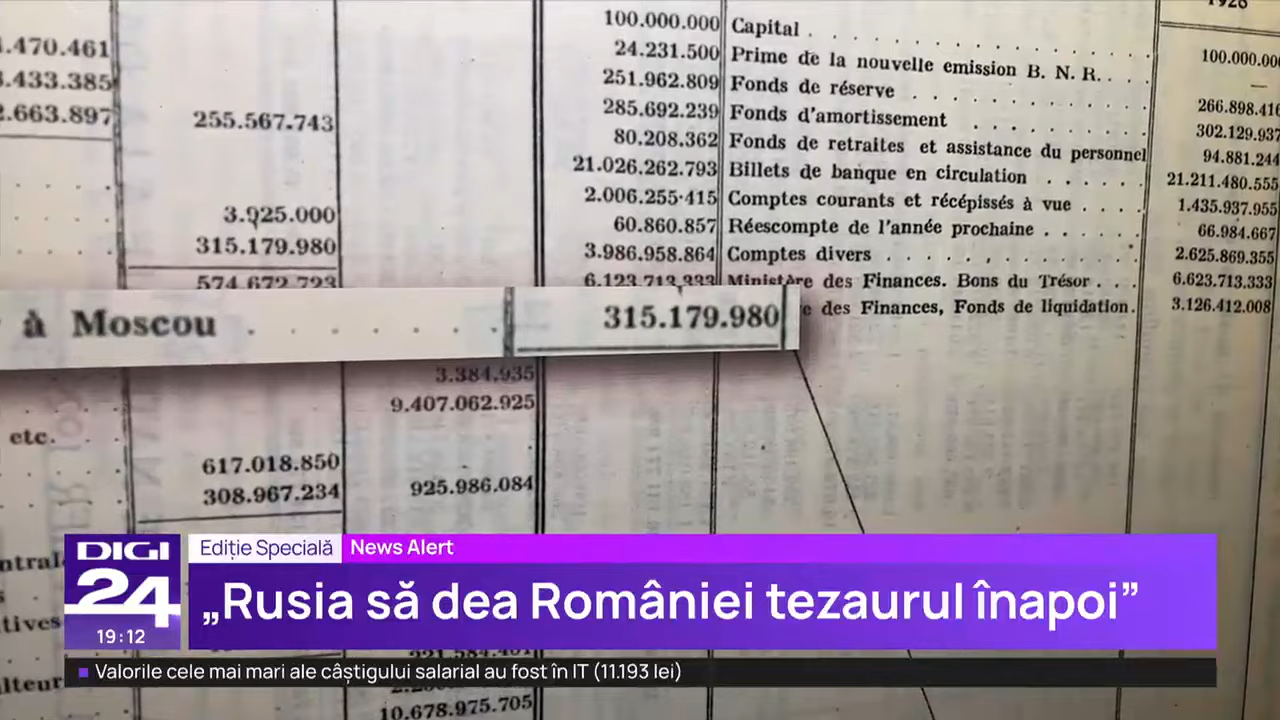 1928
100.000.000 Capital . . . . . . . . . . . . 100.000.000
24.231.500 Prime de la nouvelle emission B. N. R. . . . —
.470.461
251.962.809 Fonds de réserve . . . . . . . . . 266.898.416
.433.385
285.692.239 Fonds d'amortissement . . . . . . . 302.129.937
.663.897 255.567.743
80.208.362 Fonds de retraites et assistance du personnel 94.881.244
21.026.262.793 Billets de banque en circulation . . . . . 21.211.480.555
2.006.255.415 Comptes courants et récépissés à vue . . . . 1.435.937.955
3.925.000
60.860.857 Réescompte de l'année prochaine . . . . . 66.984.667
315.179.980
3.986.958.864 Comptes divers . . . . . . . . . . 2.625.869.355
574.672.723
6.123.713.333 Ministère des Finances. Bons du Trésor . . . 6.623.713.333
des Finances, Fonds de liquidation. 3.126.412.008
à Moscou . . . . . . . 315.179.980
3.384.935
9.407.062.925
etc. . .
617.018.850
308.967.234 925.986.084
DIGI
24
19:12
Ediție Specială News Alert
„Rusia să dea României tezaurul înapoi”
Valorile cele mai mari ale câștigului salarial au fost în IT (11.193 lei)
10.678.975.705